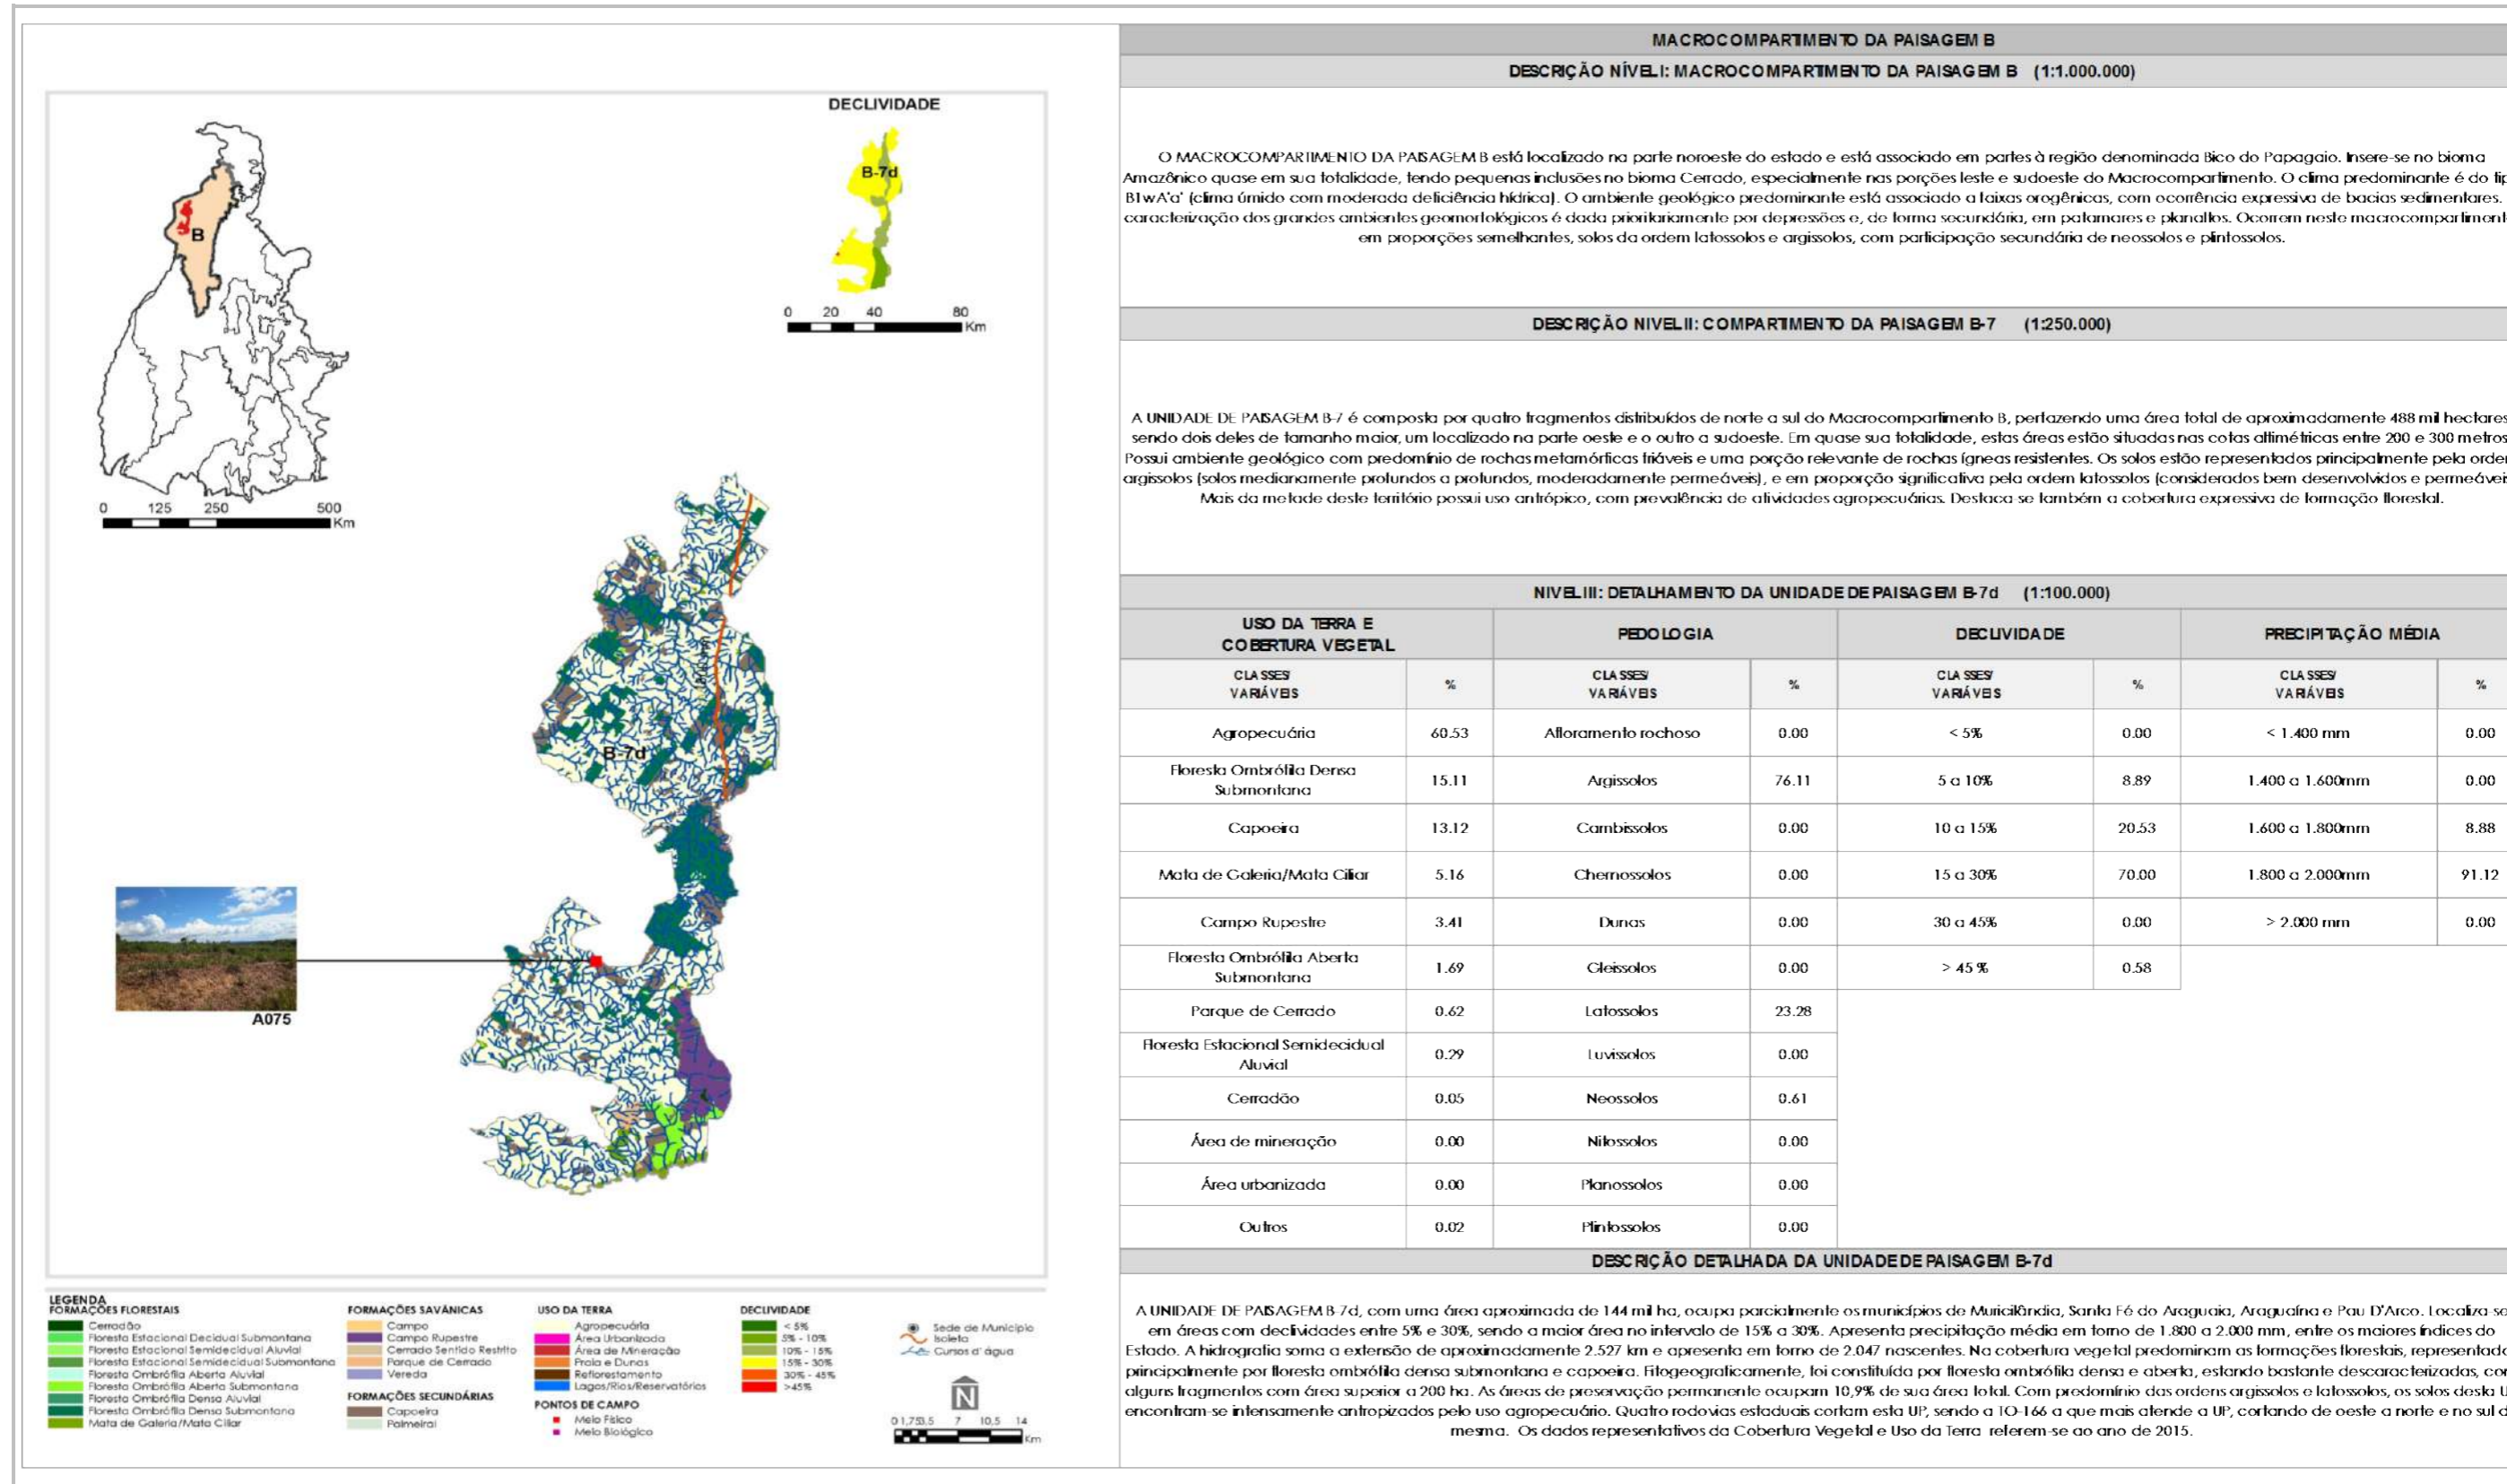 DECLIVIDADE
B-7d
0 20 40 80
Km
B
0 125 250 500
Km
B-7d
A075
LEGENDA
FORMAÇÕES FLORESTAIS
Cerradão
Floresta Estacional Decidual Submontana
Floresta Estacional Semidecidual Aluvial
Floresta Estacional Semidecidual Submontana
Floresta Ombrófila Aberta Aluvial
Floresta Ombrófila Aberta Submontana
Floresta Ombrófila Densa Aluvial
Floresta Ombrófila Densa Submontana
Mata de Galeria/Mata Ciliar
FORMAÇÕES SAVÂNICAS
Campo
Campo Rupestre
Cerrado Sentido Restrito
Parque de Cerrado
Vereda
FORMAÇÕES SECUNDÁRIAS
Capoeira
Palmeiral
USO DA TERRA
Agropecuária
Área Urbanizada
Área de Mineração
Praia e Dunas
Reflorestamento
Lagos/Rios/Reservatórios
PONTOS DE CAMPO
Meio Físico
Meio Biológico
DECLIVIDADE
< 5%
5% - 10%
10% - 15%
15% - 30%
30% - 45%
>45%
Sede de Município
Isoieta
Cursos d' água
N
0 1,75 3,5 7 10,5 14
Km
MACROCOMPARTIMENTO DA PAISAGEM B
DESCRIÇÃO NÍVEL I: MACROCOMPARTIMENTO DA PAISAGEM B (1:1.000.000)
O MACROCOMPARTIMENTO DA PAISAGEM B está localizado na parte noroeste do estado e está associado em partes à região denominada Bico do Papagaio. Insere-se no bioma
Amazônico quase em sua totalidade, tendo pequenas inclusões no bioma Cerrado, especialmente nas porções leste e sudoeste do Macrocompartimento. O clima predominante é do tip
B1wA'a' (clima úmido com moderada deficiência hídrica). O ambiente geológico predominante está associado a faixas orogênicas, com ocorrência expressiva de bacias sedimentares.
caracterização dos grandes ambientes geomorfológicos é dada prioritariamente por depressões e, de forma secundária, em patamares e planaltos. Ocorrem neste macrocompartiment
em proporções semelhantes, solos da ordem latossolos e argissolos, com participação secundária de neossolos e plintossolos.
DESCRIÇÃO NIVEL II: COMPARTIMENTO DA PAISAGEM B-7 (1:250.000)
A UNIDADE DE PAISAGEM B-7 é composta por quatro fragmentos distribuídos de norte a sul do Macrocompartimento B, perfazendo uma área total de aproximadamente 488 mil hectares
sendo dois deles de tamanho maior, um localizado na parte oeste e o outro a sudoeste. Em quase sua totalidade, estas áreas estão situadas nas cotas altimétricas entre 200 e 300 metros
Possui ambiente geológico com predomínio de rochas metamórficas friáveis e uma porção relevante de rochas ígneas resistentes. Os solos estão representados principalmente pela order
argissolos (solos medianamente profundos a profundos, moderadamente permeáveis), e em proporção significativa pela ordem latossolos (considerados bem desenvolvidos e permeáveis
Mais da metade deste território possui uso antrópico, com prevalência de atividades agropecuárias. Destaca-se também a cobertura expressiva de formação florestal.
NIVEL III: DETALHAMENTO DA UNIDADE DE PAISAGEM B-7d (1:100.000)
USO DA TERRA E COBERTURA VEGETAL PEDOLOGIA DECLIVIDADE PRECIPITAÇÃO MÉDIA
CLASSES/ VARIÁVEIS % CLASSES/ VARIÁVEIS % CLASSES/ VARIÁVEIS % CLASSES/ VARIÁVEIS %
Agropecuária 60.53 Afloramento rochoso 0.00 < 5% 0.00 < 1.400 mm 0.00
Floresta Ombrófila Densa Submontana 15.11 Argissolos 76.11 5 a 10% 8.89 1.400 a 1.600mm 0.00
Capoeira 13.12 Cambissolos 0.00 10 a 15% 20.53 1.600 a 1.800mm 8.88
Mata de Galeria/Mata Ciliar 5.16 Chernossolos 0.00 15 a 30% 70.00 1.800 a 2.000mm 91.12
Campo Rupestre 3.41 Dunas 0.00 30 a 45% 0.00 > 2.000 mm 0.00
Floresta Ombrófila Aberta Submontana 1.69 Gleissolos 0.00 > 45 % 0.58
Parque de Cerrado 0.62 Latossolos 23.28
Floresta Estacional Semidecidual Aluvial 0.29 Luvissolos 0.00
Cerradão 0.05 Neossolos 0.61
Área de mineração 0.00 Nitossolos 0.00
Área urbanizada 0.00 Planossolos 0.00
Outros 0.02 Plintossolos 0.00
DESCRIÇÃO DETALHADA DA UNIDADE DE PAISAGEM B-7d
A UNIDADE DE PAISAGEM B-7d, com uma área aproximada de 144 mil ha, ocupa parcialmente os municípios de Muricilândia, Santa Fé do Araguaia, Araguaína e Pau D'Arco. Localiza-se
em áreas com declividades entre 5% e 30%, sendo a maior área no intervalo de 15% a 30%. Apresenta precipitação média em torno de 1.800 a 2.000 mm, entre os maiores índices do
Estado. A hidrografia soma a extensão de aproximadamente 2.527 km e apresenta em torno de 2.047 nascentes. Na cobertura vegetal predominam as formações florestais, representada
principalmente por floresta ombrófila densa submontana e capoeira. Fitogeograficamente, foi constituída por floresta ombrófila densa e aberta, estando bastante descaracterizadas, con
alguns fragmentos com área superior a 200 ha. As áreas de preservação permanente ocupam 10,9% de sua área total. Com predomínio das ordens argissolos e latossolos, os solos desta U
encontram-se intensamente antropizados pelo uso agropecuário. Quatro rodovias estaduais cortam esta UP, sendo a TO-166 a que mais atende a UP, cortando de oeste a norte e no sul d
mesma. Os dados representativos da Cobertura Vegetal e Uso da Terra referem-se ao ano de 2015.